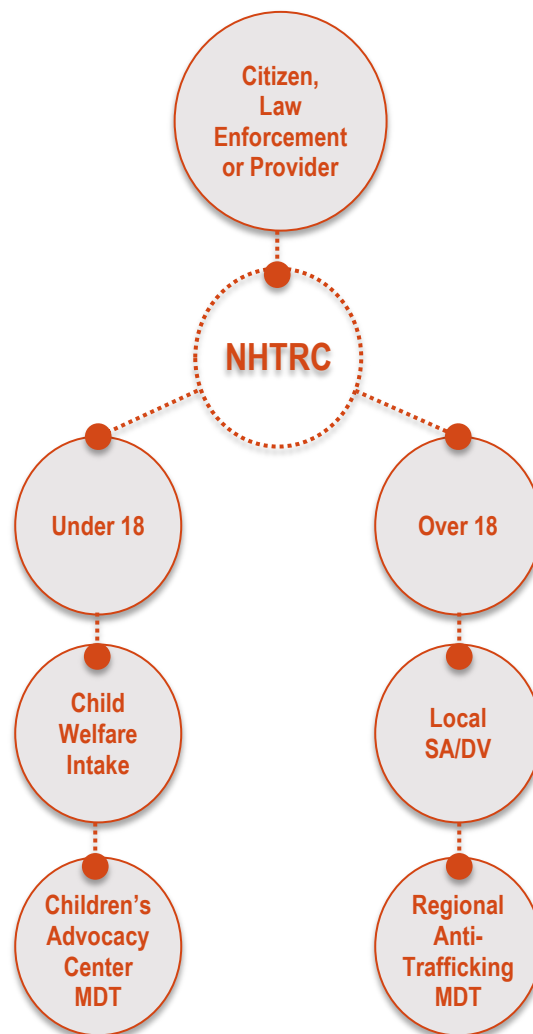 Citizen,
Law
Enforcement
or Provider
NHTRC
Under 18
Over 18
Child
Welfare
Intake
Local
SA/DV
Children’s
Advocacy
Center
MDT
Regional
Anti-
Trafficking
MDT